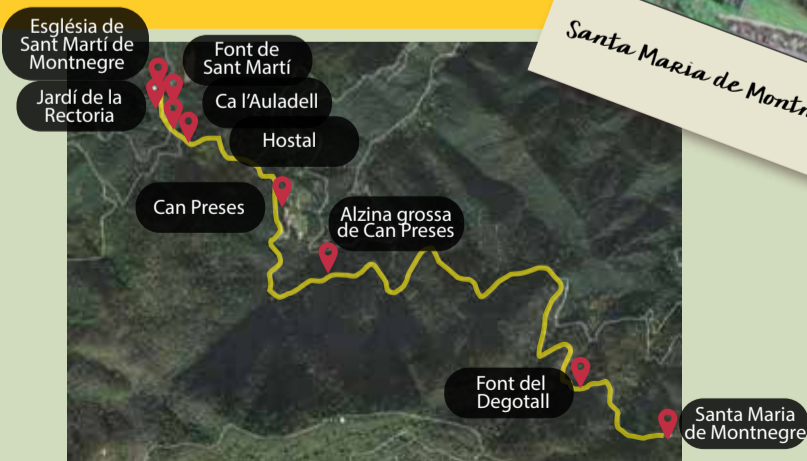 Església de
Sant Martí de
Montnegre
Font de
Sant Martí
Jardí de la
Rectoria
Ca l'Auladell
Hostal
Can Preses
Alzina grossa
de Can Preses
Font del
Degotall
Santa Maria
de Montnegre
Santa Maria de